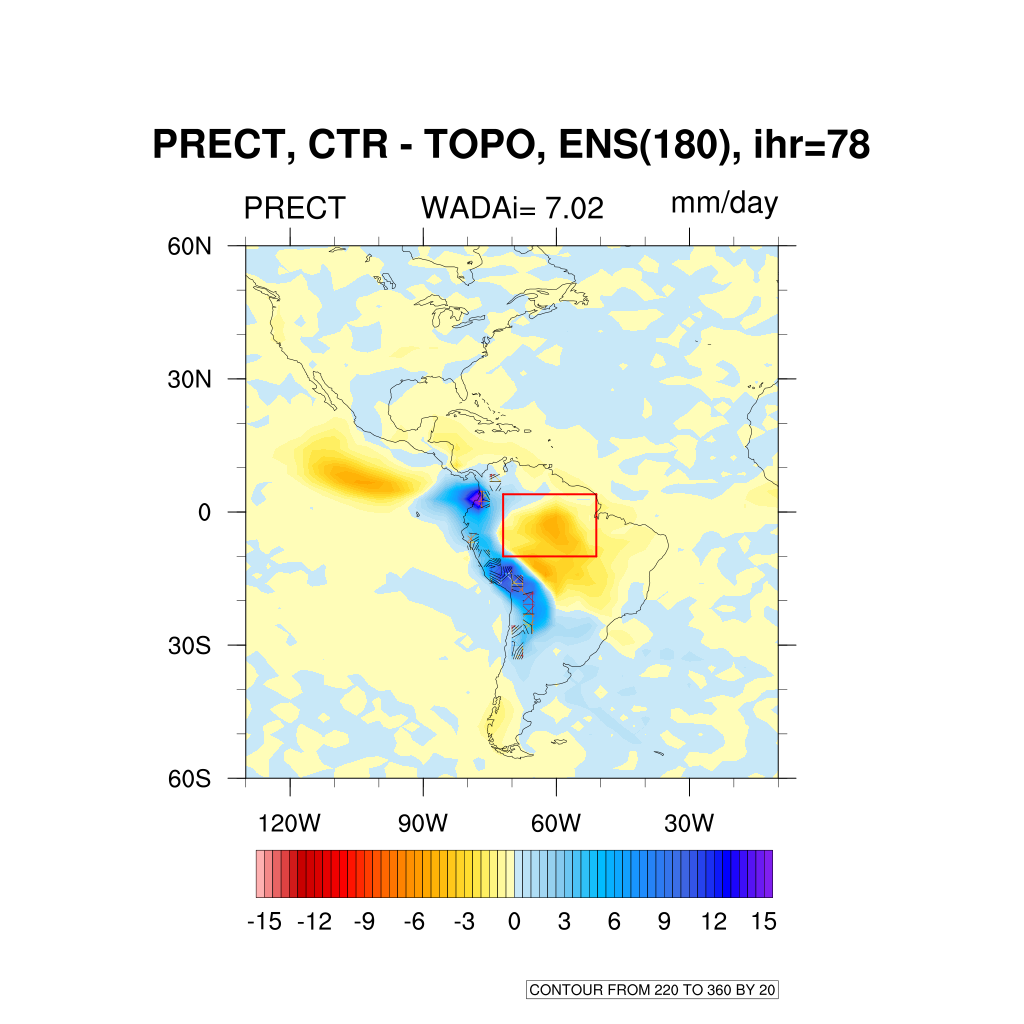 PRECT, CTR - TOPO, ENS(180), ihr=78
PRECT WADAi= 7.02 mm/day
60N
30N
0
30S
60S
120W 90W 60W 30W
-15 -12 -9 -6 -3 0 3 6 9 12 15
CONTOUR FROM 220 TO 360 BY 20